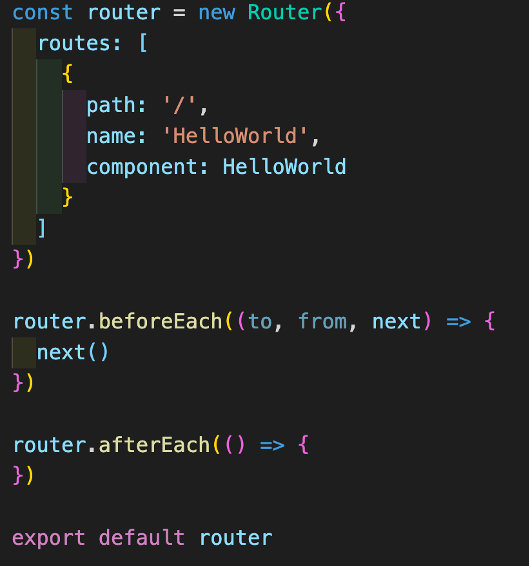 const router = new Router({
  routes: [
    {
      path: '/',
      name: 'HelloWorld',
      component: HelloWorld
    }
  ]
})

router.beforeEach((to, from, next) => {
  next()
})

router.afterEach(() => {
})

export default router